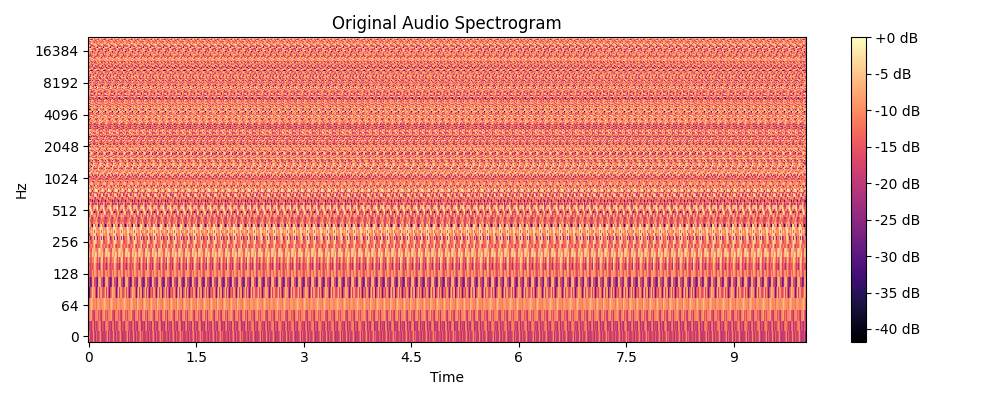 Original Audio Spectrogram
Hz
16384
8192
4096
2048
1024
512
256
128
64
0
0 1.5 3 4.5 6 7.5 9
Time
+0 dB
-5 dB
-10 dB
-15 dB
-20 dB
-25 dB
-30 dB
-35 dB
-40 dB